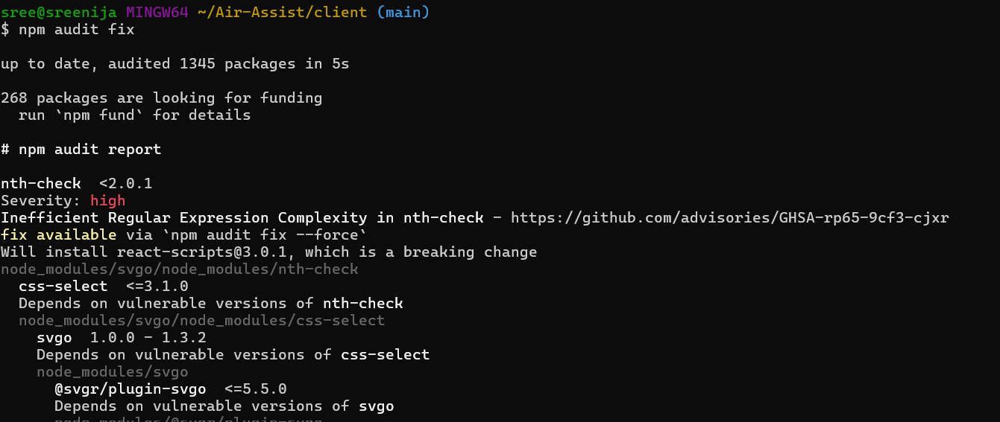 sree@sreenija MINGW64 ~/Air-Assist/client (main)
$ npm audit fix
up to date, audited 1345 packages in 5s
268 packages are looking for funding
  run `npm fund` for details
# npm audit report
nth-check  <2.0.1
Severity: high
Inefficient Regular Expression Complexity in nth-check - https://github.com/advisories/GHSA-rp65-9cf3-cjxr
fix available via `npm audit fix --force`
Will install react-scripts@3.0.1, which is a breaking change
node_modules/svgo/node_modules/nth-check
  css-select  <=3.1.0
  Depends on vulnerable versions of nth-check
  node_modules/svgo/node_modules/css-select
    svgo  1.0.0 - 1.3.2
    Depends on vulnerable versions of css-select
    node_modules/svgo
      @svgr/plugin-svgo  <=5.5.0
      Depends on vulnerable versions of svgo
      node_modules/@svgr/plugin-svgo